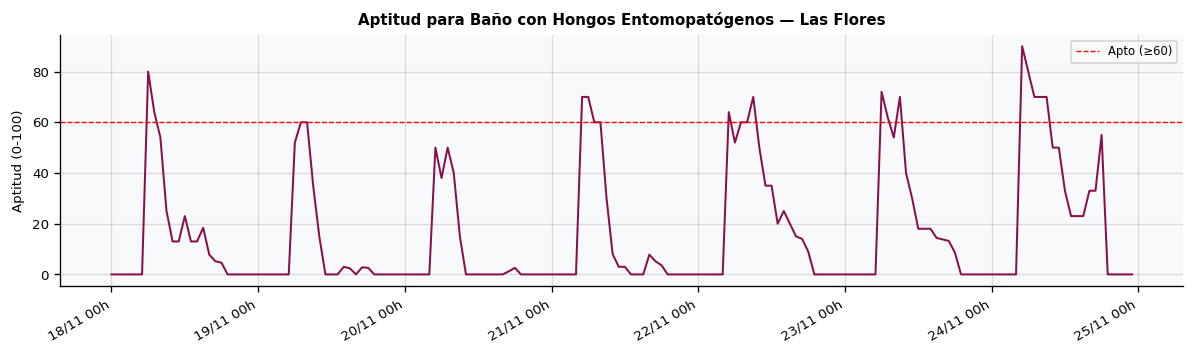 Aptitud para Baño con Hongos Entomopatógenos — Las Flores
Apto (≥60)
Aptitud (0-100)
80
60
40
20
0
18/11 00h
19/11 00h
20/11 00h
21/11 00h
22/11 00h
23/11 00h
24/11 00h
25/11 00h